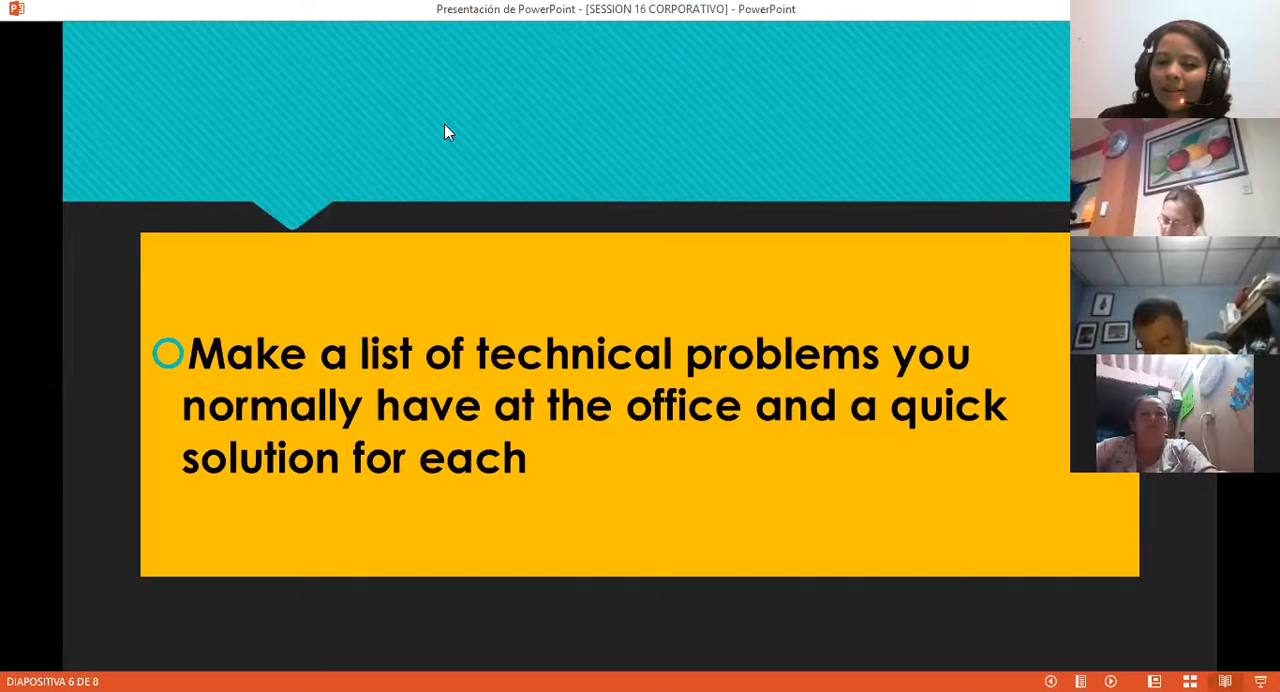 Presentación de PowerPoint - [SESSION 16 CORPORATIVO] - PowerPoint
Make a list of technical problems you
normally have at the office and a quick
solution for each
DIAPOSITIVA 6 DE 8